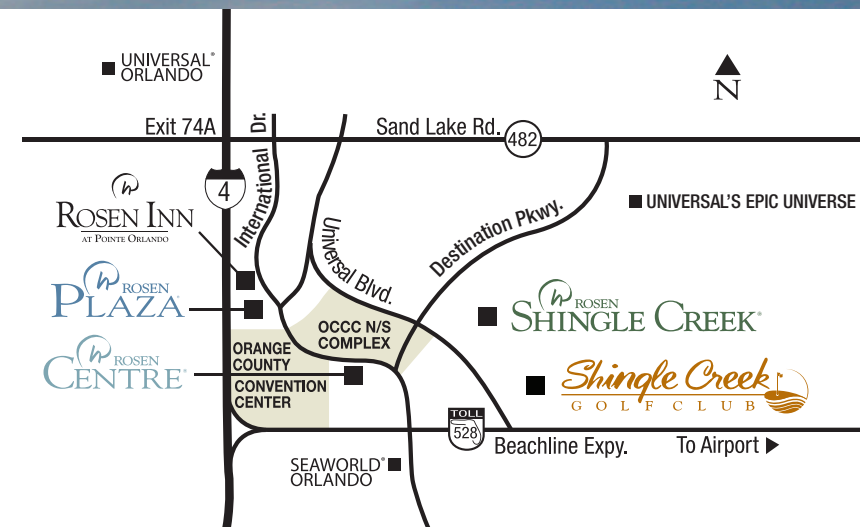 UNIVERSAL®
ORLANDO
N
Exit 74A
International Dr.
Sand Lake Rd.
482
4
ROSEN INN
AT POINTE ORLANDO
Universal Blvd.
Destination Pkwy.
UNIVERSAL'S EPIC UNIVERSE
ROSEN
PLAZA®
ROSEN
SHINGLE CREEK®
OCCC N/S
COMPLEX
ROSEN
CENTRE®
ORANGE
COUNTY
CONVENTION
CENTER
Shingle Creek
GOLF CLUB
TOLL
528
Beachline Expy.
To Airport
SEAWORLD®
ORLANDO